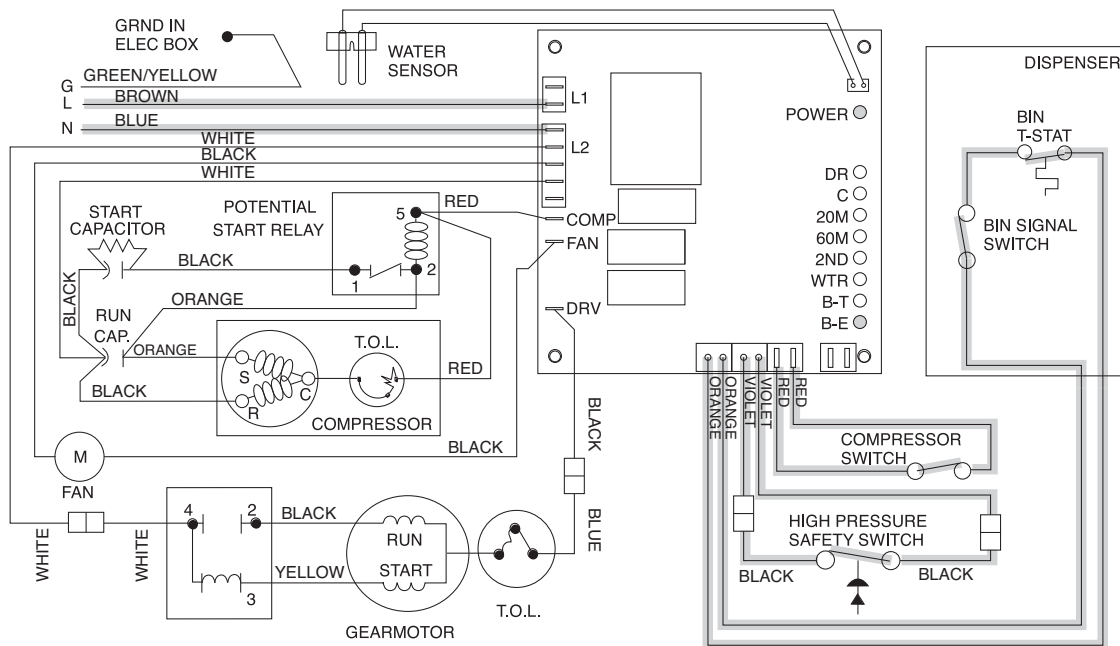 GRND IN
ELEC BOX
WATER
SENSOR
DISPENSER
G GREEN/YELLOW
L BROWN
N BLUE
L1
WHITE
L2
BLACK
WHITE
POWER
BIN
T-STAT
BIN SIGNAL
SWITCH
DR
C
20M
60M
2ND
WTR
B-T
B-E
START
CAPACITOR
POTENTIAL
START RELAY
5
RED
COMP
FAN
BLACK
1
2
BLACK
ORANGE
DRV
RUN
CAP.
ORANGE
T.O.L.
S
C
R
RED
BLACK
COMPRESSOR
ORANGE
ORANGE
VIOLET
VIOLET
RED
RED
COMPRESSOR
SWITCH
M
FAN
BLACK
BLACK
4
2
BLACK
RUN
START
YELLOW
3
WHITE
WHITE
BLUE
T.O.L.
GEARMOTOR
HIGH PRESSURE
SAFETY SWITCH
BLACK
BLACK